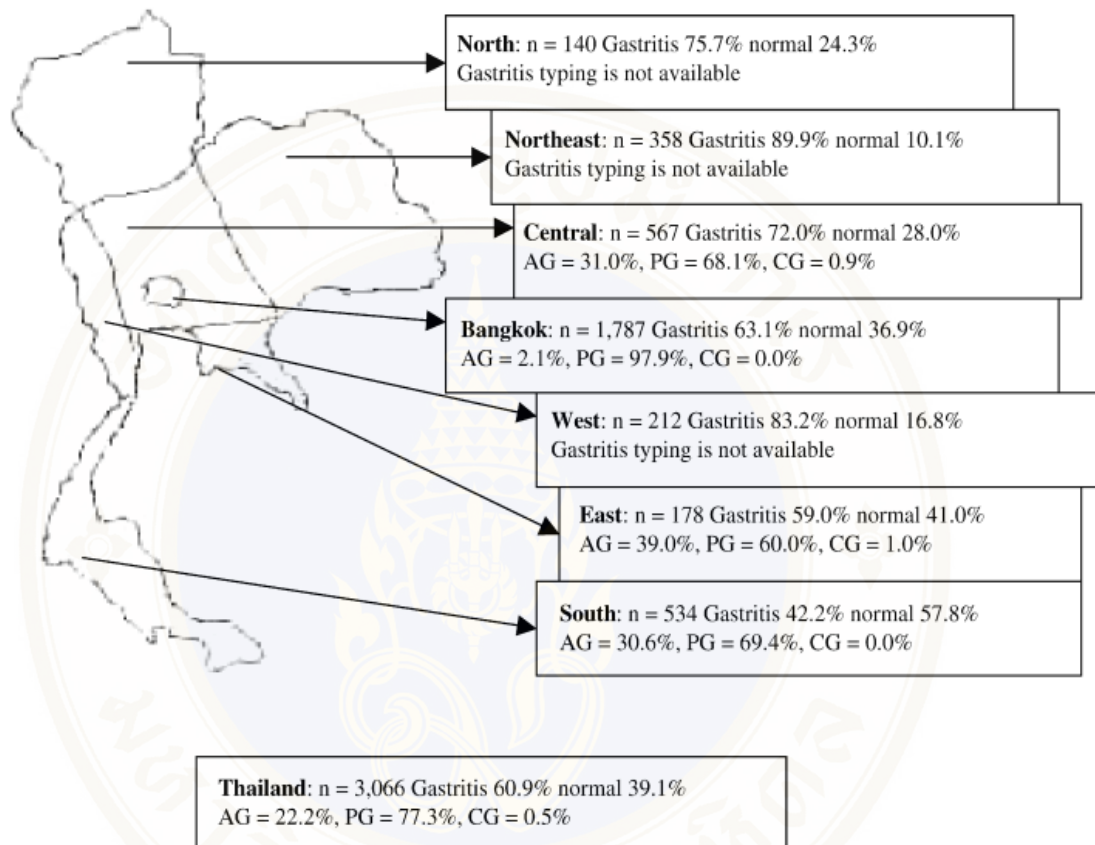 North: n = 140 Gastritis 75.7% normal 24.3%
Gastritis typing is not available
Northeast: n = 358 Gastritis 89.9% normal 10.1%
Gastritis typing is not available
Central: n = 567 Gastritis 72.0% normal 28.0%
AG = 31.0%, PG = 68.1%, CG = 0.9%
Bangkok: n = 1,787 Gastritis 63.1% normal 36.9%
AG = 2.1%, PG = 97.9%, CG = 0.0%
West: n = 212 Gastritis 83.2% normal 16.8%
Gastritis typing is not available
East: n = 178 Gastritis 59.0% normal 41.0%
AG = 39.0%, PG = 60.0%, CG = 1.0%
South: n = 534 Gastritis 42.2% normal 57.8%
AG = 30.6%, PG = 69.4%, CG = 0.0%
Thailand: n = 3,066 Gastritis 60.9% normal 39.1%
AG = 22.2%, PG = 77.3%, CG = 0.5%